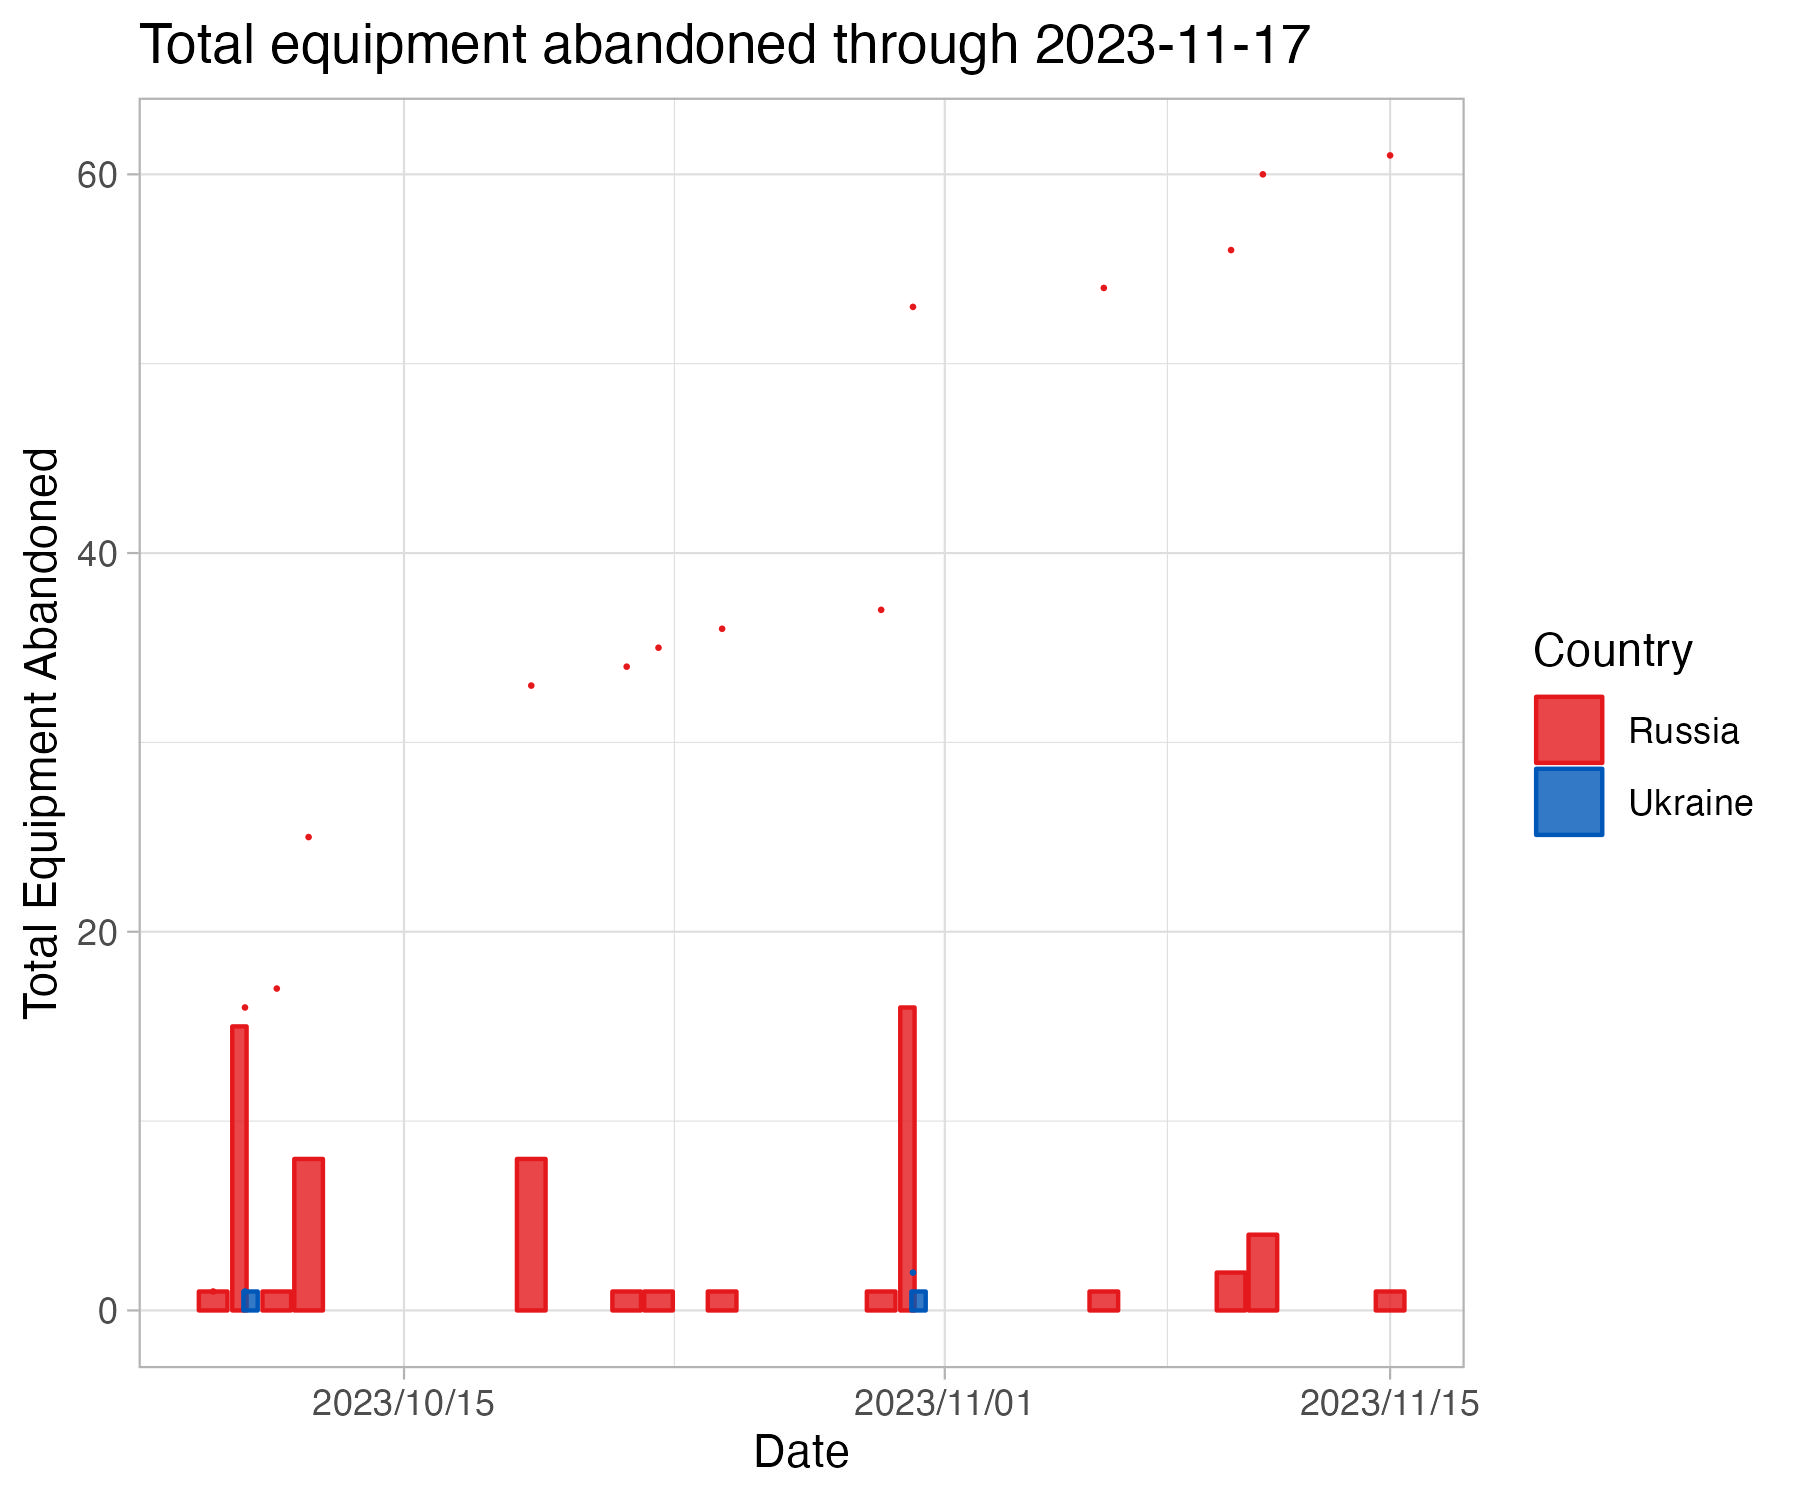 Total equipment abandoned through 2023-11-17
Total Equipment Abandoned
60
40
20
0
2023/10/15
2023/11/01
2023/11/15
Date
Country
Russia
Ukraine